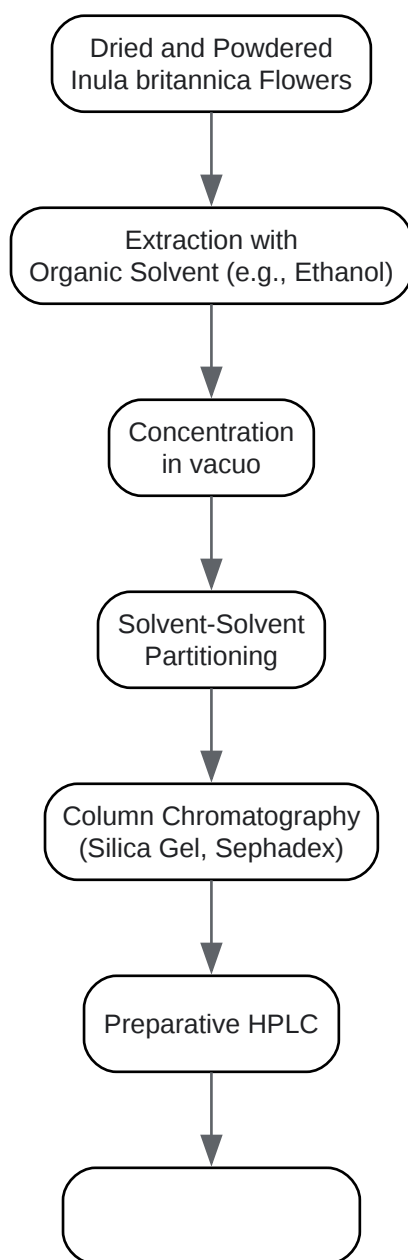 Dried and Powdered
Inula britannica Flowers
Extraction with
Organic Solvent (e.g., Ethanol)
Concentration
in vacuo
Solvent-Solvent
Partitioning
Column Chromatography
(Silica Gel, Sephadex)
Preparative HPLC